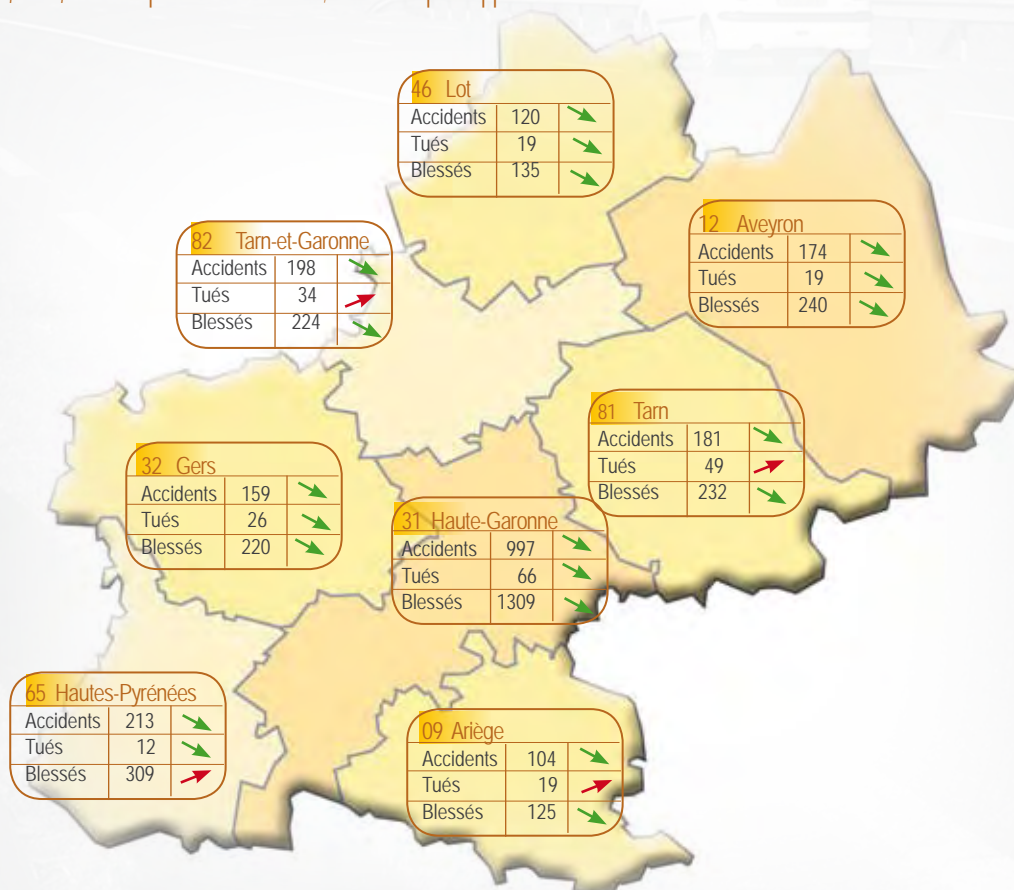 46 Lot
Accidents 120
Tués 19
Blessés 135
82 Tarn-et-Garonne
Accidents 198
Tués 34
Blessés 224
12 Aveyron
Accidents 174
Tués 19
Blessés 240
81 Tarn
Accidents 181
Tués 49
Blessés 232
32 Gers
Accidents 159
Tués 26
Blessés 220
31 Haute-Garonne
Accidents 997
Tués 66
Blessés 1309
65 Hautes-Pyrénées
Accidents 213
Tués 12
Blessés 309
09 Ariège
Accidents 104
Tués 19
Blessés 125